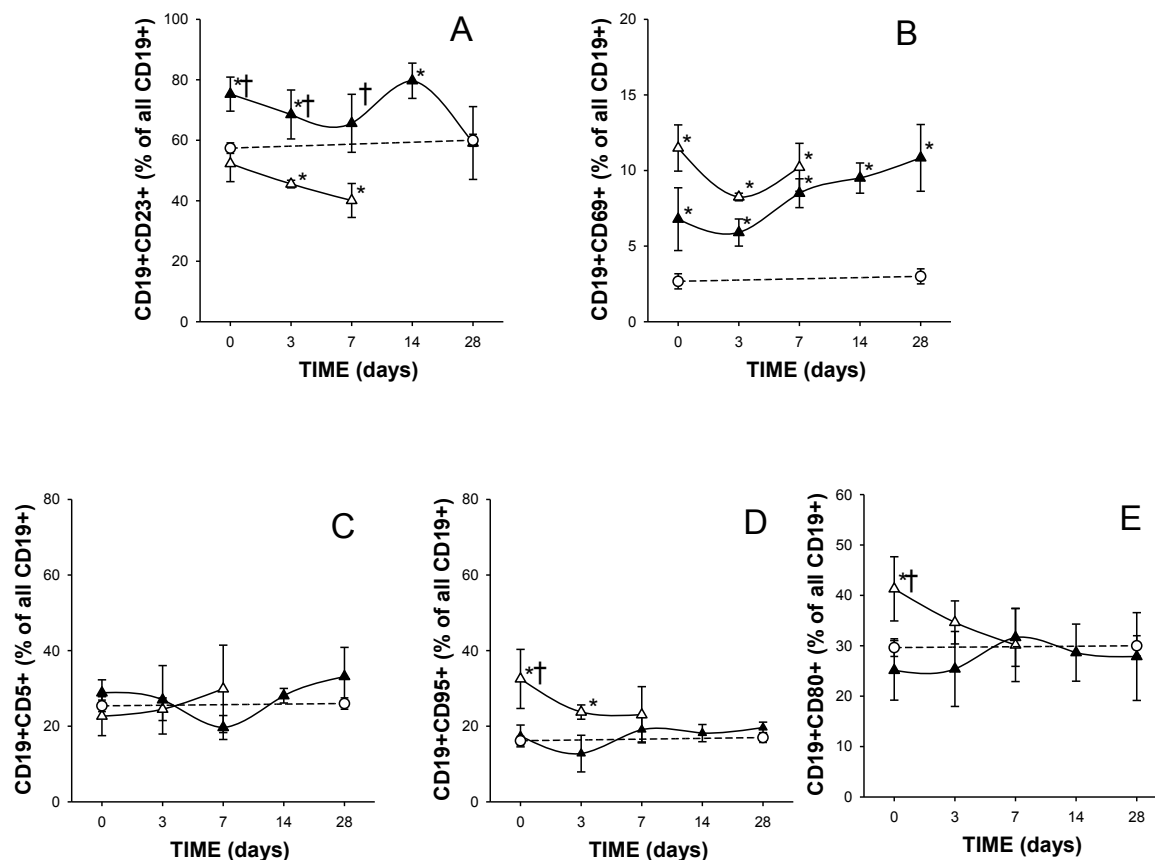 A
CD19+CD23+ (% of all CD19+)
100
80
60
40
20
0
*†
*†
†
*
*
*
0 3 7 14 28
TIME (days)
B
CD19+CD69+ (% of all CD19+)
20
15
10
5
0
*
*
*
*
*
*
*
*
0 3 7 14 28
TIME (days)
C
CD19+CD5+ (% of all CD19+)
80
60
40
20
0
0 3 7 14 28
TIME (days)
D
CD19+CD95+ (% of all CD19+)
80
60
40
20
0
*†
*
0 3 7 14 28
TIME (days)
E
CD19+CD80+ (% of all CD19+)
60
50
40
30
20
10
0
*†
0 3 7 14 28
TIME (days)